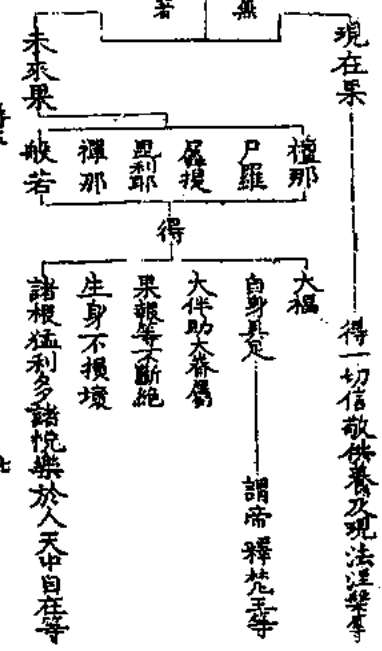 無
若
現在果
得一切信敬供養及現法涅槃等
未來果
檀那
尸羅
羼提
毘利耶
禪那
般若
得
大福
自身具足
謂帝釋梵王等
大伴助大眷屬
果報等不斷絕
生身不損壞
諸根猛利多諸悅樂於人天中自在等
七